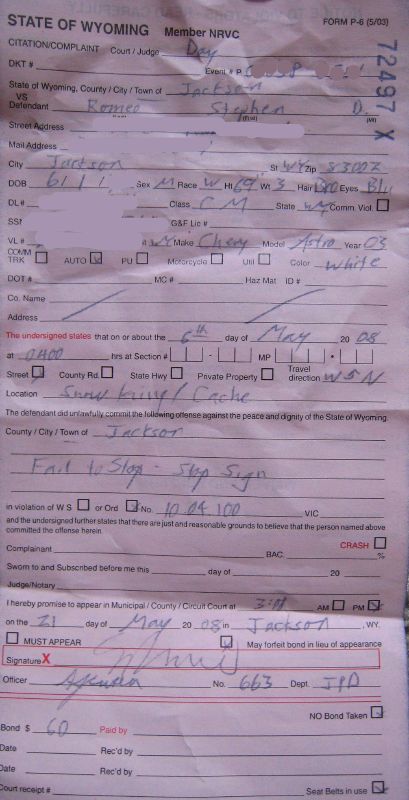 STATE OF WYOMING Member NRVC FORM P-6 (5/03)
CITATION/COMPLAINT Court / Judge Day
72497 X
DKT # Event # P
State of Wyoming, County / City / Town of Jackson
VS
Defendant Romeo Stephen D.
Street Address
Mail Address
City Jackson St WY Zip 83002
DOB 6/1/ Sex M Race W Ht 69 Wt 3 Hair Bro Eyes Blu
DL # Class CM State WY Comm. Viol.
SS# G&F Lic #
VL # WY Make Chevy Model Astro Year 03
COMM TRK AUTO PU Motorcycle Util Color White
DOT # MC # Haz Mat ID #
Co. Name
Address
The undersigned states that on or about the 6th day of May 20 08
at 0400 hrs at Section # MP
Street County Rd. State Hwy Private Property Travel direction WSN
Location Snow King / Cache
The defendant did unlawfully commit the following offense against the peace and dignity of the State of Wyoming.
County / City / Town of Jackson
Fail to Stop - Stop Sign
in violation of W S or Ord No. 10.04.100 VIC
and the undersigned further states that there are just and reasonable grounds to believe that the person named above
committed the offense herein.
CRASH
Complainant BAC %
Sworn to and Subscribed before me this day of 20
Judge/Notary
I hereby promise to appear in Municipal / County / Circuit Court at AM PM
on the 21 day of May 20 08 in Jackson, WY.
MUST APPEAR May forfeit bond in lieu of appearance
Signature X
Officer No. 663 Dept. JPD
NO Bond Taken
Bond $ 60 Paid by
Date Rec'd by
Date Rec'd by
Court receipt # Seat Belts in use